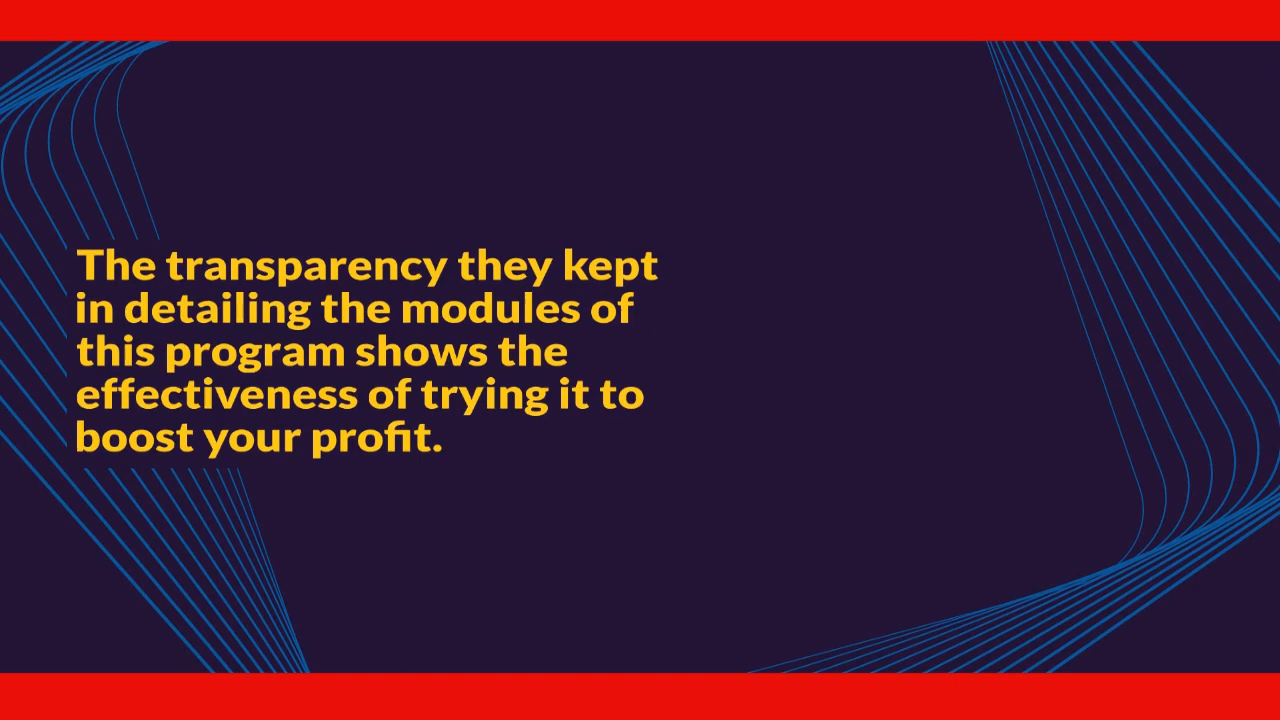 The transparency they kept
in detailing the modules of
this program shows the
effectiveness of trying it to
boost your profit.